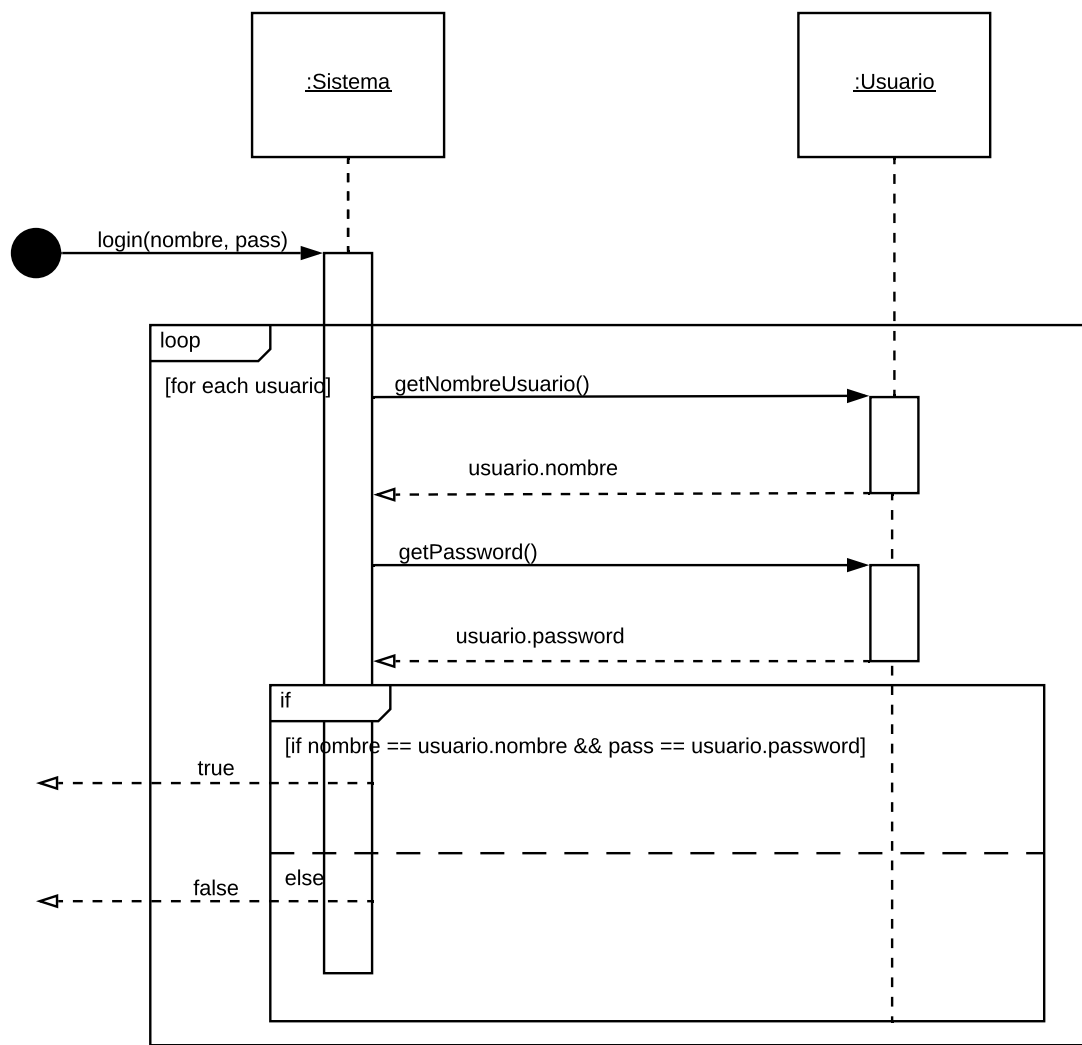 :Sistema
:Usuario
login(nombre, pass)
loop
[for each usuario]
getNombreUsuario()
usuario.nombre
getPassword()
usuario.password
if
[if nombre == usuario.nombre && pass == usuario.password]
true
else
false